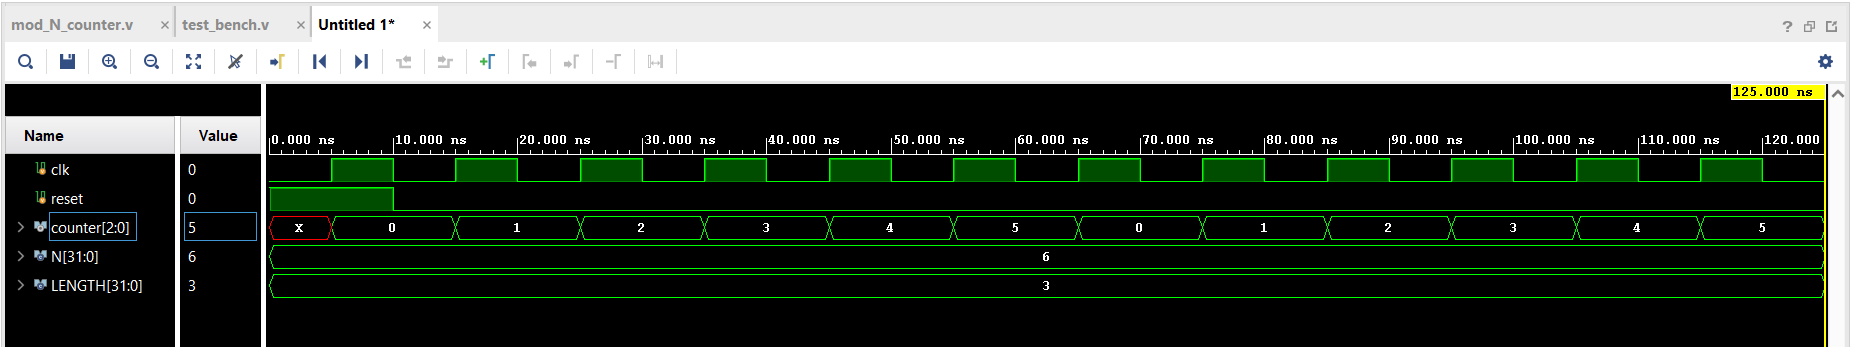 mod_N_counter.v × test_bench.v × Untitled 1* ×
?
125.000 ns
Name Value
0.000 ns 10.000 ns 20.000 ns 30.000 ns 40.000 ns 50.000 ns 60.000 ns 70.000 ns 80.000 ns 90.000 ns 100.000 ns 110.000 ns 120.000
clk 0
reset 0
counter[2:0] 5 X 0 1 2 3 4 5 0 1 2 3 4 5
N[31:0] 6 6
LENGTH[31:0] 3 3